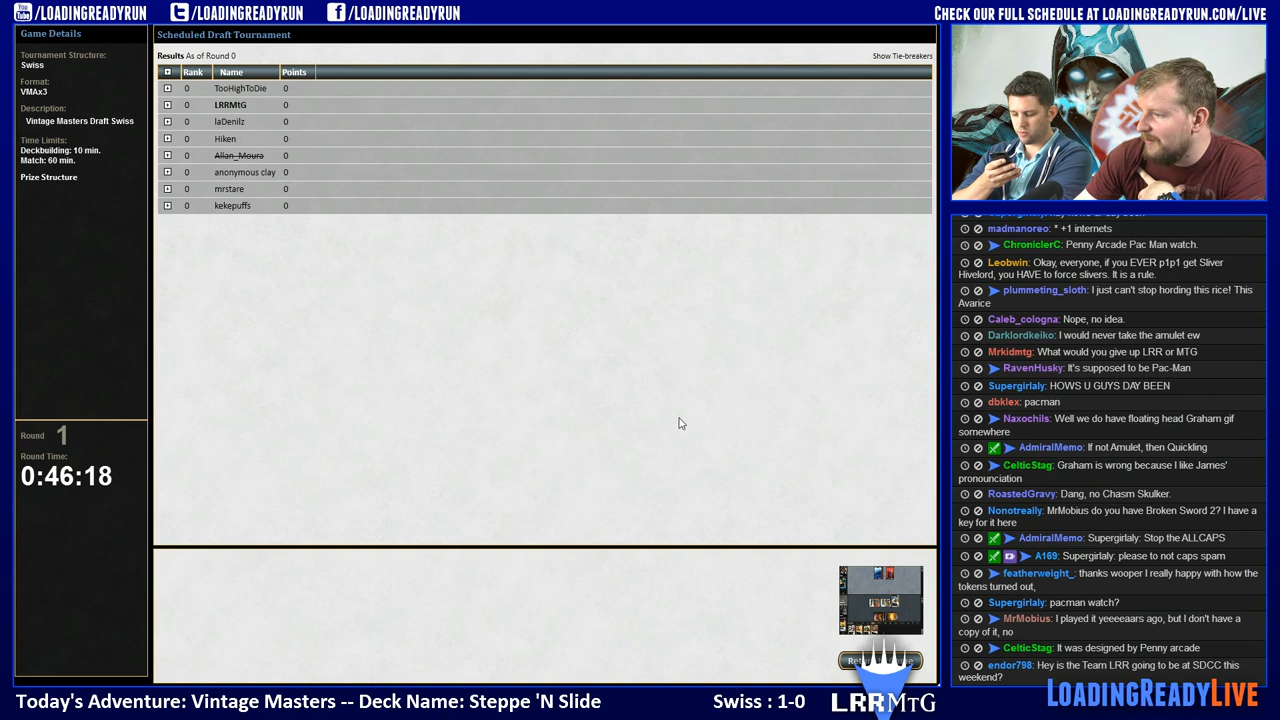 /LOADINGREADYRUN /LOADINGREADYRUN /LOADINGREADYRUN
CHECK OUR FULL SCHEDULE AT LOADINGREADYRUN.COM/LIVE
Game Details
Tournament Structure:
Swiss
Format:
VMAx3
Description:
Vintage Masters Draft Swiss
Time Limits:
Deckbuilding: 10 min.
Match: 60 min.
Prize Structure
Round 1
Round Time:
0:46:18
Scheduled Draft Tournament
Results As of Round 0
Show Tie-breakers
Rank Name Points
0 TooHighToDie 0
0 LRRMtG 0
0 laDenilz 0
0 Hiken 0
0 Allan_Moura 0
0 anonymous clay 0
0 mrstare 0
0 kekepuffs 0
madmanoreo: * +1 internets
ChroniclerC: Penny Arcade Pac Man watch.
Leobwin: Okay, everyone, if you EVER p1p1 get Sliver
Hivelord, you HAVE to force slivers. It is a rule.
plummeting_sloth: I just can't stop hording this rice! This
Avarice
Caleb_cologna: Nope, no idea.
Darklordkeiko: I would never take the amulet ew
Mrkidmtg: What would you give up LRR or MTG
RavenHusky: It's supposed to be Pac-Man
Supergirlaly: HOWS U GUYS DAY BEEN
dbklex: pacman
Naxochils: Well we do have floating head Graham gif
somewhere
AdmiralMemo: If not Amulet, then Quickling
CelticStag: Graham is wrong because I like James'
pronounciation
RoastedGravy: Dang, no Chasm Skulker.
Nonotreally: MrMobius do you have Broken Sword 2? I have a
key for it here
AdmiralMemo: Supergirlaly: Stop the ALLCAPS
A169: Supergirlaly: please to not caps spam
featherweight_: thanks wooper I really happy with how the
tokens turned out,
Supergirlaly: pacman watch?
MrMobius: I played it yeeeeaars ago, but I don't have a
copy of it, no
CelticStag: It was designed by Penny arcade
endor798: Hey is the Team LRR going to be at SDCC this
weekend?
Today's Adventure: Vintage Masters -- Deck Name: Steppe 'N Slide
Swiss : 1-0
LRRMTG
LOADINGREADYLIVE